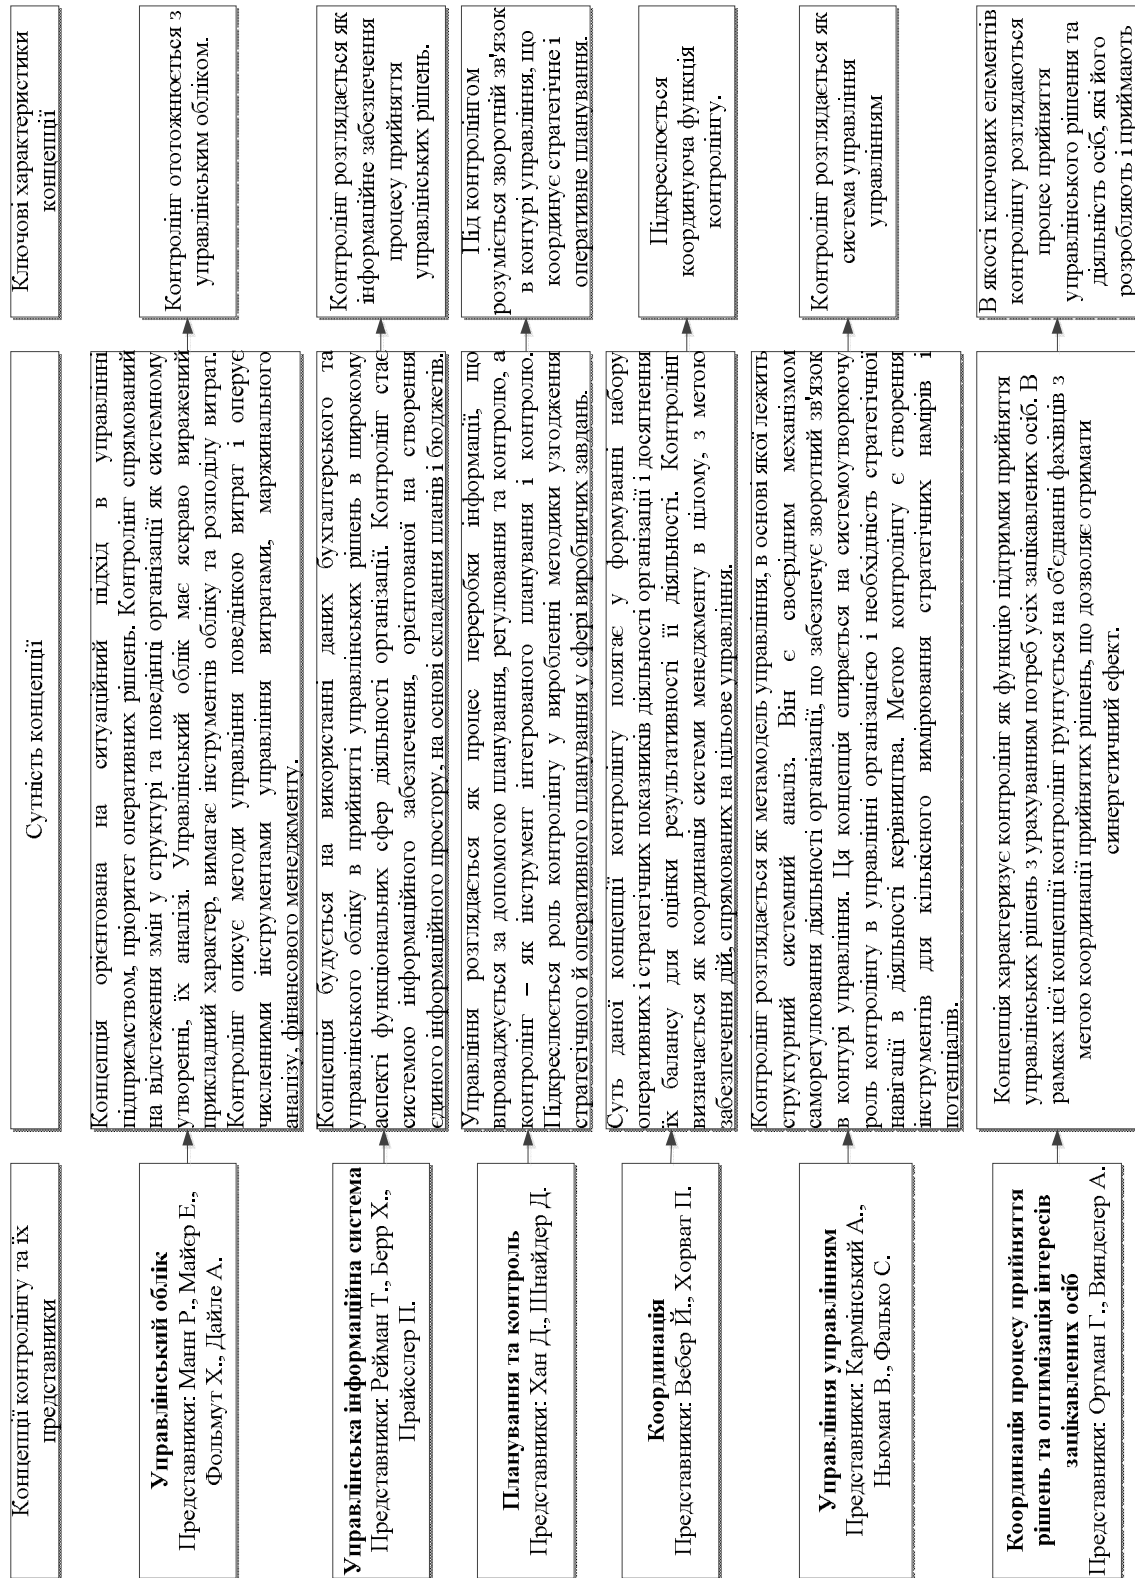 Концепції контролінгу та їх
представники
Сутність концепції
Ключові характеристики
концепції
Управлінський облік
Представники: Манн Р., Майєр Е.,
Фольмут Х., Дайле А.
Концепція орієнтована на ситуаційний підхід в управлінні
підприємством, пріоритет оперативних рішень. Контролінг спрямований
на відстеження змін у структурі та поведінці організації як системному
утворенні, їх аналізі. Управлінський облік має яскраво виражений
прикладний характер, вимагає інструментів обліку та розподілу витрат.
Контролінг описує методи управління поведінкою витрат і оперує
численними інструментами управління витратами, маржинального
аналізу, фінансового менеджменту.
Контролінг ототожнюється з
управлінським обліком.
Управлінська інформаційна система
Представники: Рейман Т., Берр Х.,
Прайсслер П.
Концепція будується на використанні даних бухгалтерського та
управлінського обліку в прийнятті управлінських рішень в широкому
аспекті функціональних сфер діяльності організації. Контролінг стає
системою інформаційного забезпечення, орієнтованої на створення
єдиного інформаційного простору, на основі складання планів і бюджетів.
Контролінг розглядається як
інформаційне забезпечення
процесу прийняття
управлінських рішень.
Планування та контроль
Представники: Хан Д., Шнайдер Д.
Управління розглядається як процес переробки інформації, що
впроваджується за допомогою планування, регулювання та контролю, а
контролінг – як інструмент інтегрованого планування і контролю.
Підкреслюється роль контролінгу у виробленні методики узгодження
стратегічного й оперативного планування у сфері виробничих завдань.
Під контролінгом
розуміється зворотній зв'язок
в контурі управління, що
координує стратегічне і
оперативне планування.
Координація
Представники: Вебер Й., Хорват П.
Суть даної концепції контролінгу полягає у формуванні набору
оперативних і стратегічних показників діяльності організації і досягнення
їх балансу для оцінки результативності її діяльності. Контролінг
визначається як координація системи менеджменту в цілому, з метою
забезпечення дій, спрямованих на цільове управління.
Підкреслюється
координуюча функція
контролінгу.
Управління управлінням
Представники: Кармінський А.,
Ньюман В., Фалько С.
Контролінг розглядається як метамодель управління, в основі якої лежить
структурний системний аналіз. Він є своєрідним механізмом
саморегулювання діяльності організації, що забезпечує зворотний зв'язок
в контурі управління. Ця концепція спирається на системоутворюючу
роль контролінгу в управлінні організацією і необхідність стратегічної
навігації в діяльності керівництва. Метою контролінгу є створення
інструментів для кількісного вимірювання стратегічних намірів і
потенціалів.
Контролінг розглядається як
система управління
управлінням
Координація процесу прийняття
рішень та оптимізація інтересів
зацікавлених осіб
Представники: Ортман Г., Винделер А.
Концепція характеризує контролінг як функцію підтримки прийняття
управлінських рішень з урахуванням потреб усіх зацікавлених осіб. В
рамках цієї концепції контролінг ґрунтується на об'єднанні фахівців з
метою координації прийнятих рішень, що дозволяє отримати
синергетичний ефект.
В якості ключових елементів
контролінгу розглядаються
процес прийняття
управлінського рішення та
діяльність осіб, які його
розробляють і приймають